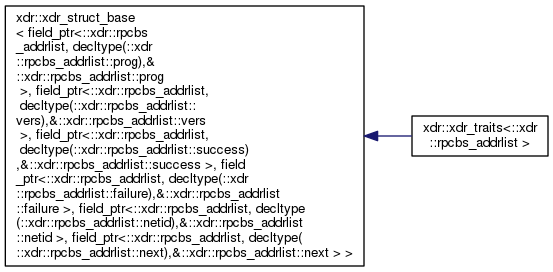 xdr::xdr_struct_base
< field_ptr<::xdr::rpcbs
_addrlist, decltype(::xdr
::rpcbs_addrlist::prog),&
::xdr::rpcbs_addrlist::prog
>, field_ptr<::xdr::rpcbs_addrlist,
decltype(::xdr::rpcbs_addrlist::
vers),&::xdr::rpcbs_addrlist::vers
>, field_ptr<::xdr::rpcbs_addrlist,
decltype(::xdr::rpcbs_addrlist::success)
,&::xdr::rpcbs_addrlist::success >, field
_ptr<::xdr::rpcbs_addrlist, decltype(::xdr
::rpcbs_addrlist::failure),&::xdr::rpcbs_addrlist
::failure >, field_ptr<::xdr::rpcbs_addrlist, decltype
(::xdr::rpcbs_addrlist::netid),&::xdr::rpcbs_addrlist
::netid >, field_ptr<::xdr::rpcbs_addrlist, decltype(
::xdr::rpcbs_addrlist::next),&::xdr::rpcbs_addrlist::next > >
xdr::xdr_traits<::xdr
::rpcbs_addrlist >